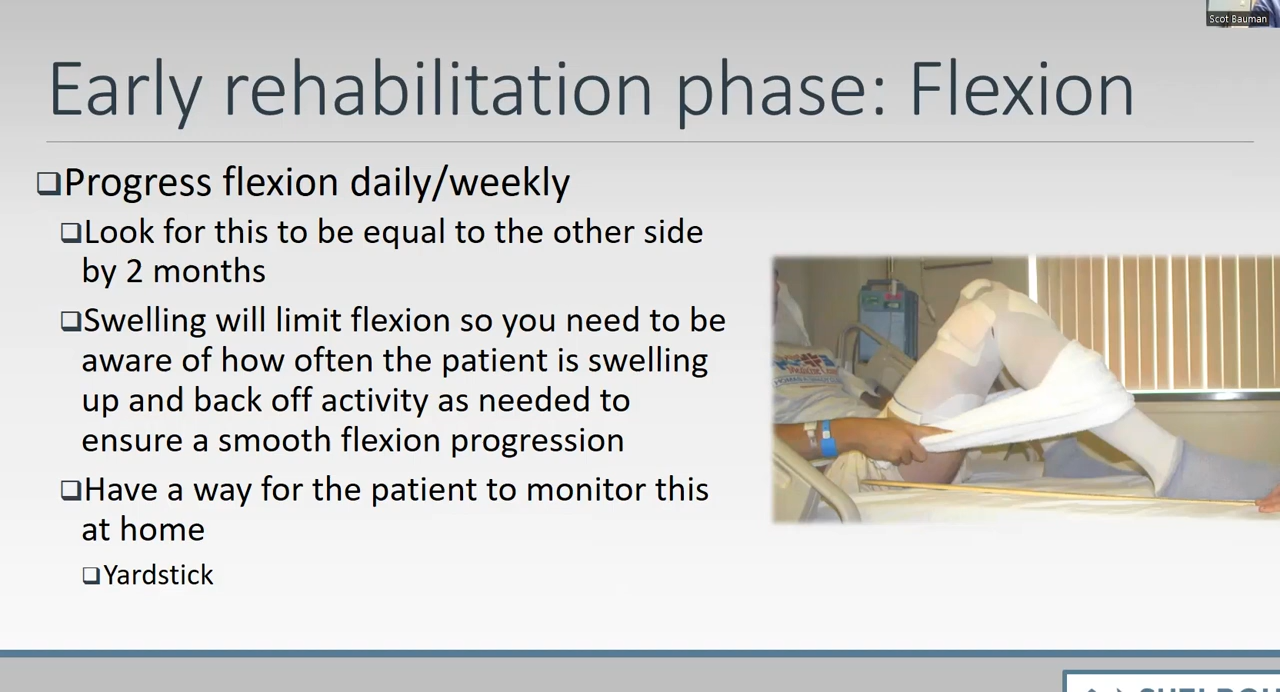 Scot Bauman
Early rehabilitation phase: Flexion
❑Progress flexion daily/weekly
❑Look for this to be equal to the other side
by 2 months
❑Swelling will limit flexion so you need to be
aware of how often the patient is swelling
up and back off activity as needed to
ensure a smooth flexion progression
❑Have a way for the patient to monitor this
at home
❑Yardstick